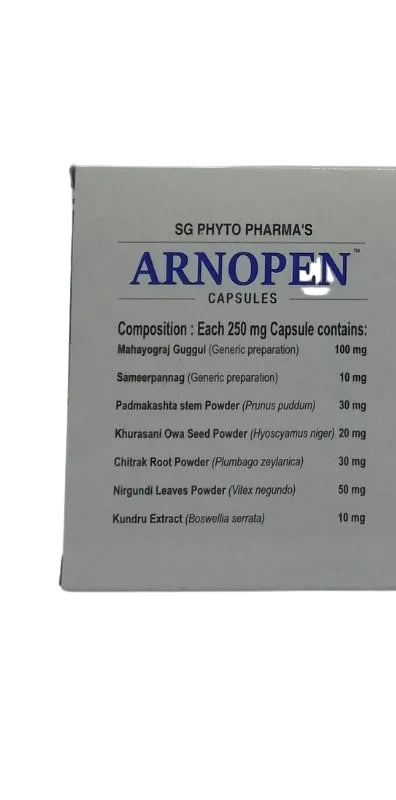 SG PHYTO PHARMA'S
ARNOPEN™
CAPSULES
Composition : Each 250 mg Capsule contains:
Mahayograj Guggul (Generic preparation) 100 mg
Sameerpannag (Generic preparation) 10 mg
Padmakashta stem Powder (Prunus puddum) 30 mg
Khurasani Owa Seed Powder (Hyoscyamus niger) 20 mg
Chitrak Root Powder (Plumbago zeylanica) 30 mg
Nirgundi Leaves Powder (Vitex negundo) 50 mg
Kundru Extract (Boswellia serrata) 10 mg